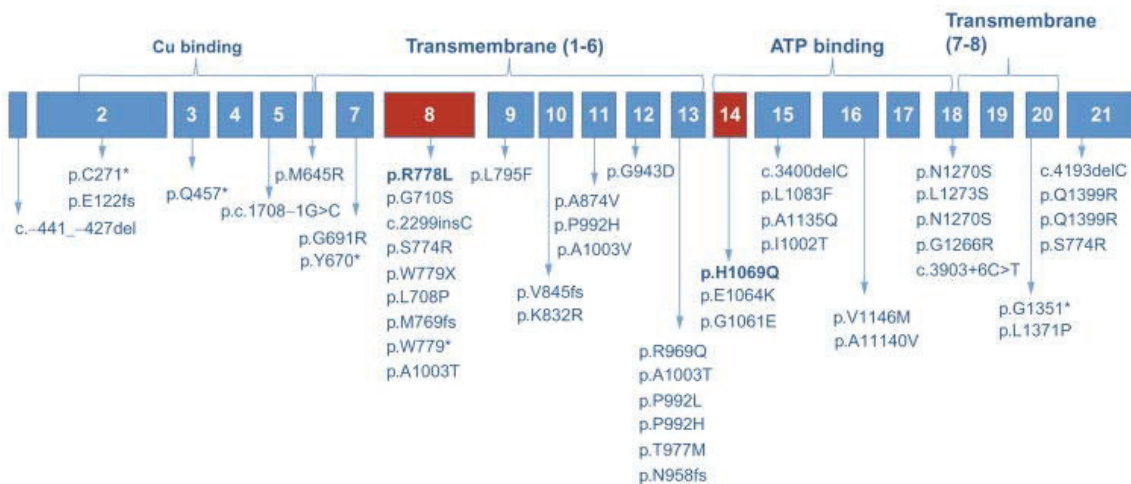 Cu binding
Transmembrane (1-6)
ATP binding
Transmembrane
(7-8)
2
3
4
5
7
8
9
10
11
12
13
14
15
16
17
18
19
20
21
c.–441_–427del
p.C271*
p.E122fs
p.Q457*
p.c.1708–1G>C
p.M645R
p.G691R
p.Y670*
p.R778L
p.G710S
c.2299insC
p.S774R
p.W779X
p.L708P
p.M769fs
p.W779*
p.A1003T
p.L795F
p.V845fs
p.K832R
p.A874V
p.P992H
p.A1003V
p.G943D
p.R969Q
p.A1003T
p.P992L
p.P992H
p.T977M
p.N958fs
p.H1069Q
p.E1064K
p.G1061E
c.3400delC
p.L1083F
p.A1135Q
p.I1002T
p.V1146M
p.A11140V
p.N1270S
p.L1273S
p.N1270S
p.G1266R
c.3903+6C>T
p.G1351*
p.L1371P
c.4193delC
p.Q1399R
p.Q1399R
p.S774R